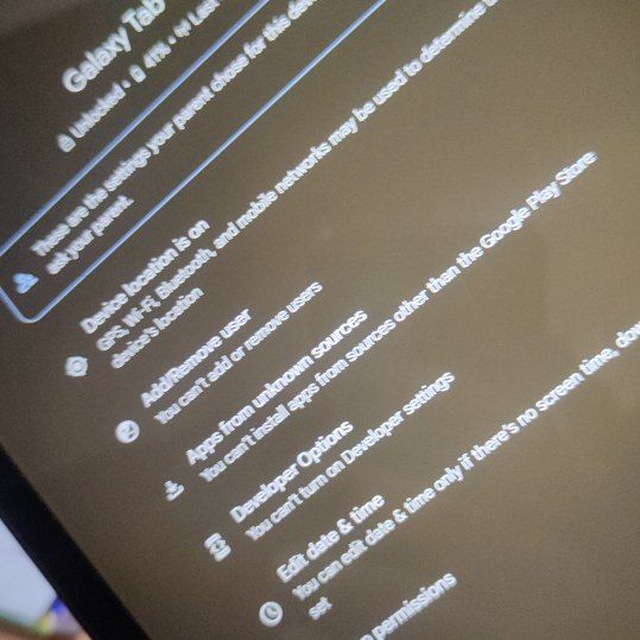 Galaxy Tab
Unlocked • 41% •
These are the settings your parent chose for this
set your parent.
Device location is on
GPS, Wi-Fi, Bluetooth, and mobile networks may be used to determine
device's location
Add/Remove user
You can't add or remove users
Apps from unknown sources
You can't install apps from sources other than the Google Play Store
Developer Options
You can't turn on Developer settings
Edit date & time
You can edit date & time only if there's no screen time,
set
permissions